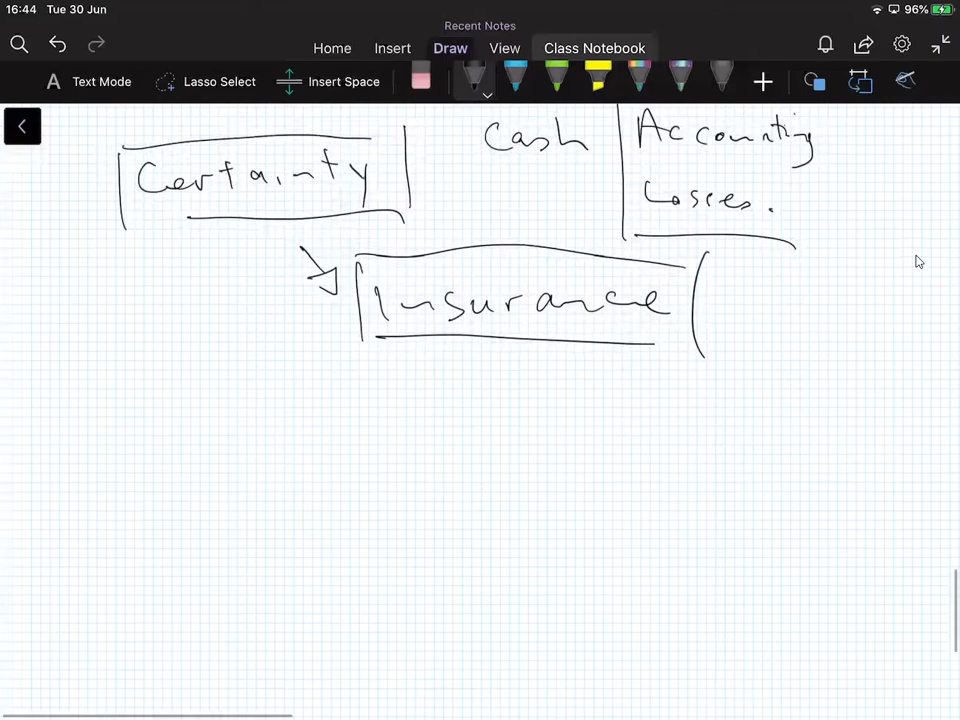 16:44 Tue 30 Jun
96%
Recent Notes
Home Insert Draw View Class Notebook
Text Mode Lasso Select Insert Space
Certainty Cash Accounting
Losses.
Insurance (